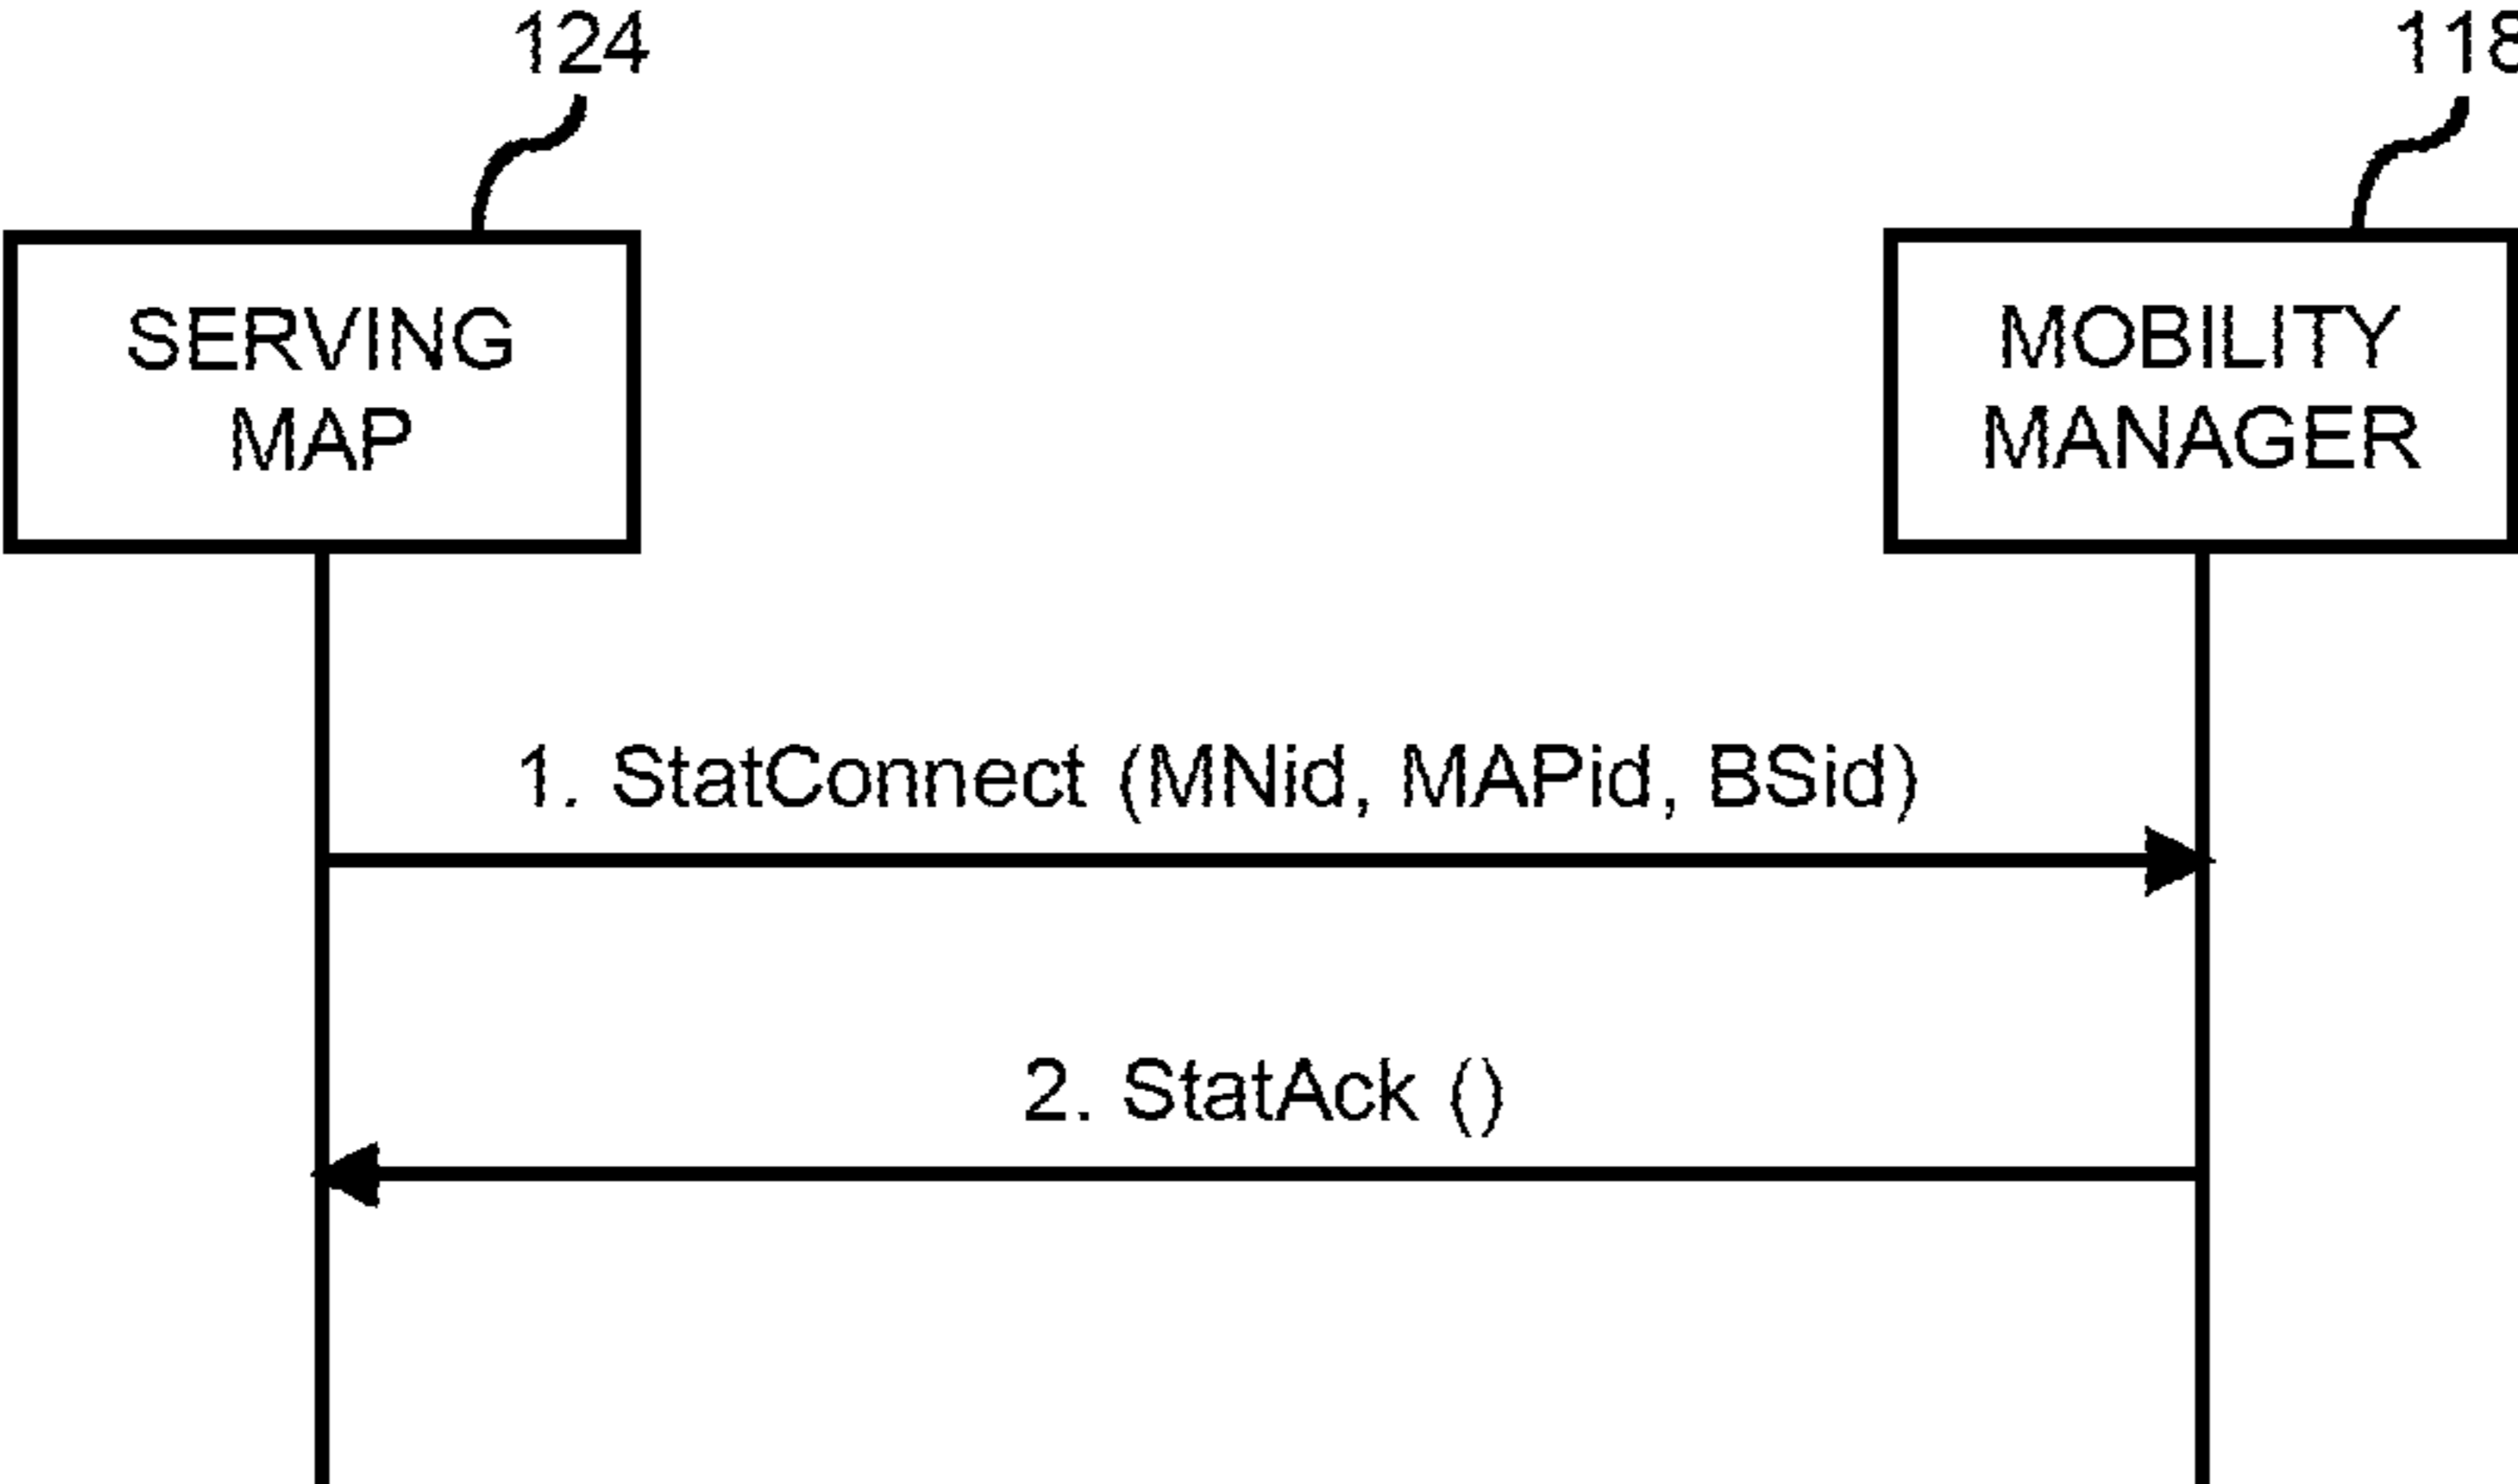 124
118
SERVING
MAP
MOBILITY
MANAGER
1. StatConnect (MNid, MAPid, BSid)
2. StatAck ()